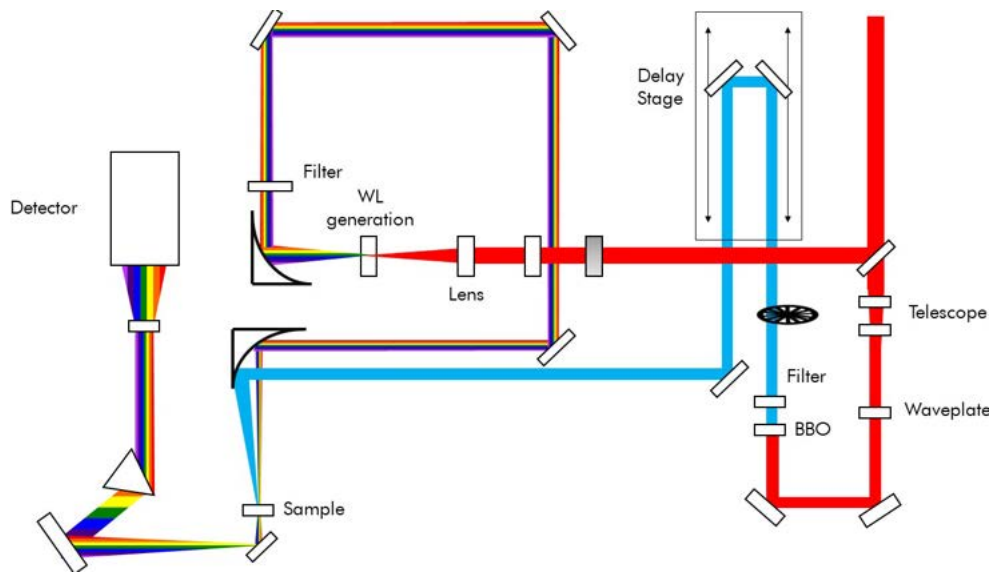 Delay
Stage
Filter
WL
generation
Detector
Lens
Telescope
Filter
Waveplate
BBO
Sample